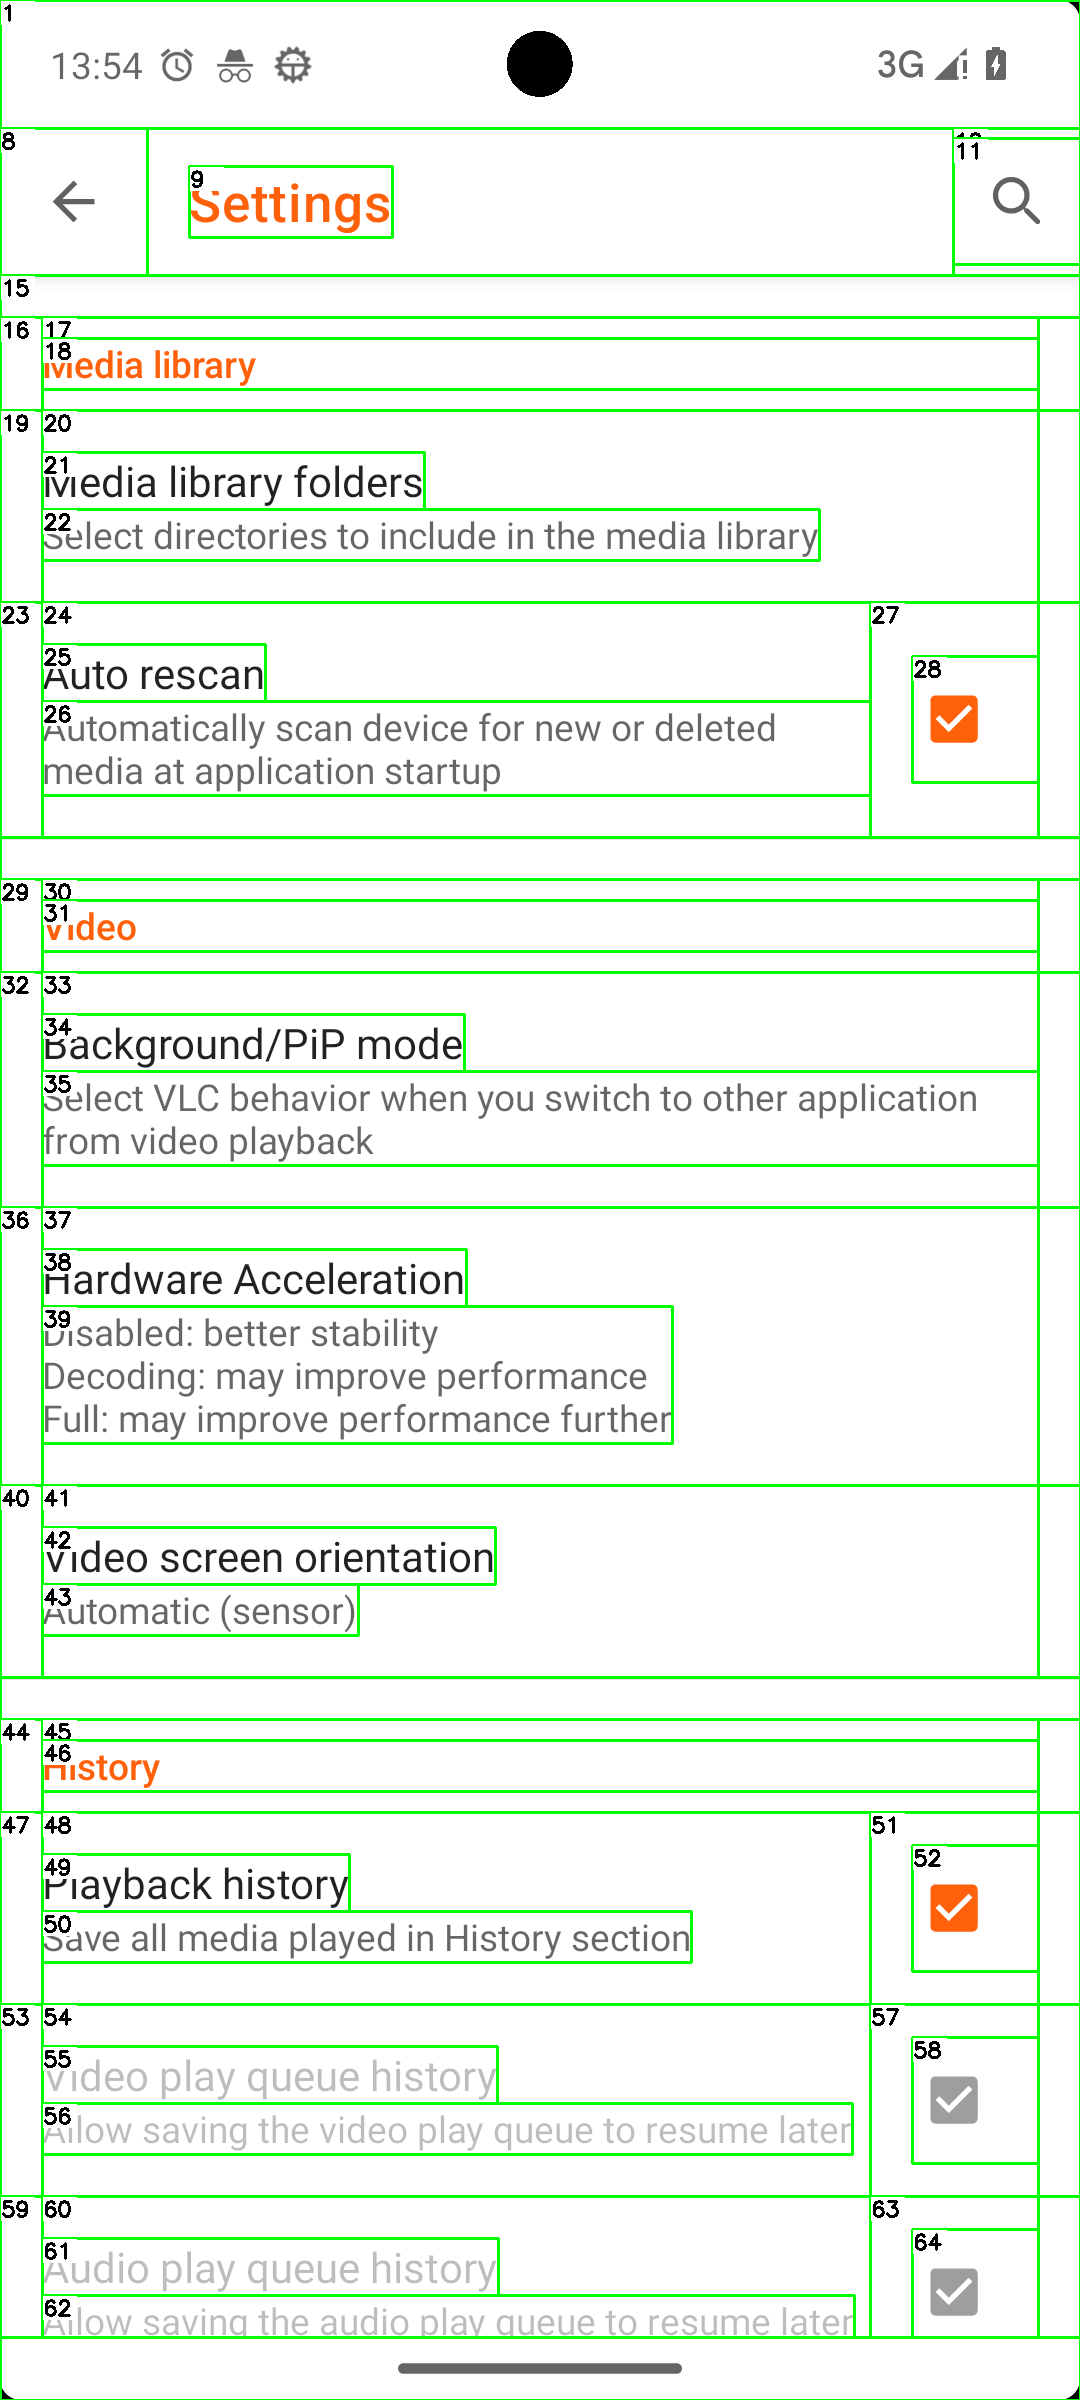 1
13:54
3G
8
9
Settings
10
11
15
16 17
18
Media library
19 20
21
Media library folders
22
Select directories to include in the media library
23 24 27
25
Auto rescan
28
26
Automatically scan device for new or deleted
media at application startup
29 30
31
Video
32 33
34
Background/PiP mode
35
Select VLC behavior when you switch to other application
from video playback
36 37
38
Hardware Acceleration
39
Disabled: better stability
Decoding: may improve performance
Full: may improve performance further
40 41
42
Video screen orientation
43
Automatic (sensor)
44 45
46
History
47 48 51
49
Playback history
52
50
Save all media played in History section
53 54 57
55
Video play queue history
58
56
Allow saving the video play queue to resume later
59 60 63
61
Audio play queue history
64
62
Allow saving the audio play queue to resume later